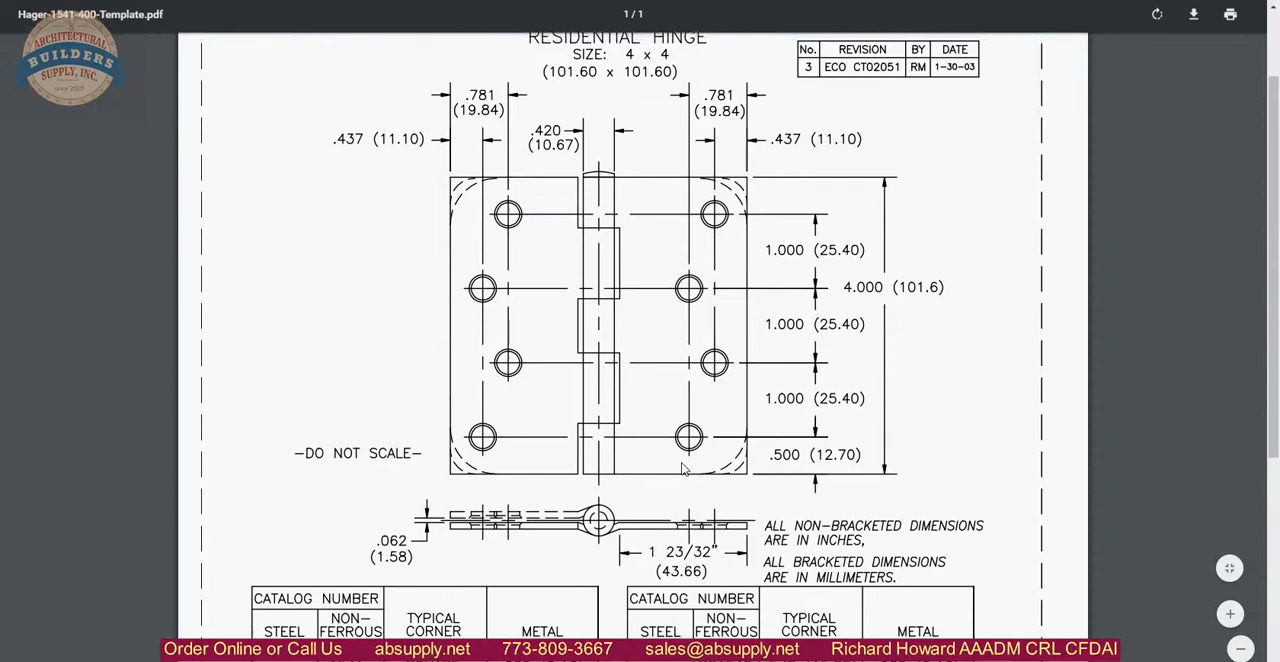 Hager-1541-400-Template.pdf
1 / 1
ARCHITECTURAL
BUILDERS
SUPPLY, INC.
since 2001
RESIDENTIAL HINGE
SIZE: 4 x 4
(101.60 x 101.60)
No. REVISION BY DATE
3 ECO CT02051 RM 1-30-03
.781
(19.84)
.781
(19.84)
.437 (11.10)
.420
(10.67)
.437 (11.10)
1.000 (25.40)
4.000 (101.6)
1.000 (25.40)
1.000 (25.40)
-DO NOT SCALE-
.500 (12.70)
.062
(1.58)
1 23/32"
(43.66)
ALL NON-BRACKETED DIMENSIONS
ARE IN INCHES,
ALL BRACKETED DIMENSIONS
ARE IN MILLIMETERS.
CATALOG NUMBER
STEEL
NON-
FERROUS
TYPICAL
CORNER
METAL
CATALOG NUMBER
STEEL
NON-
FERROUS
TYPICAL
CORNER
METAL
Order Online or Call Us absupply.net 773-809-3667 sales@absupply.net Richard Howard AAADM CRL CFDAI